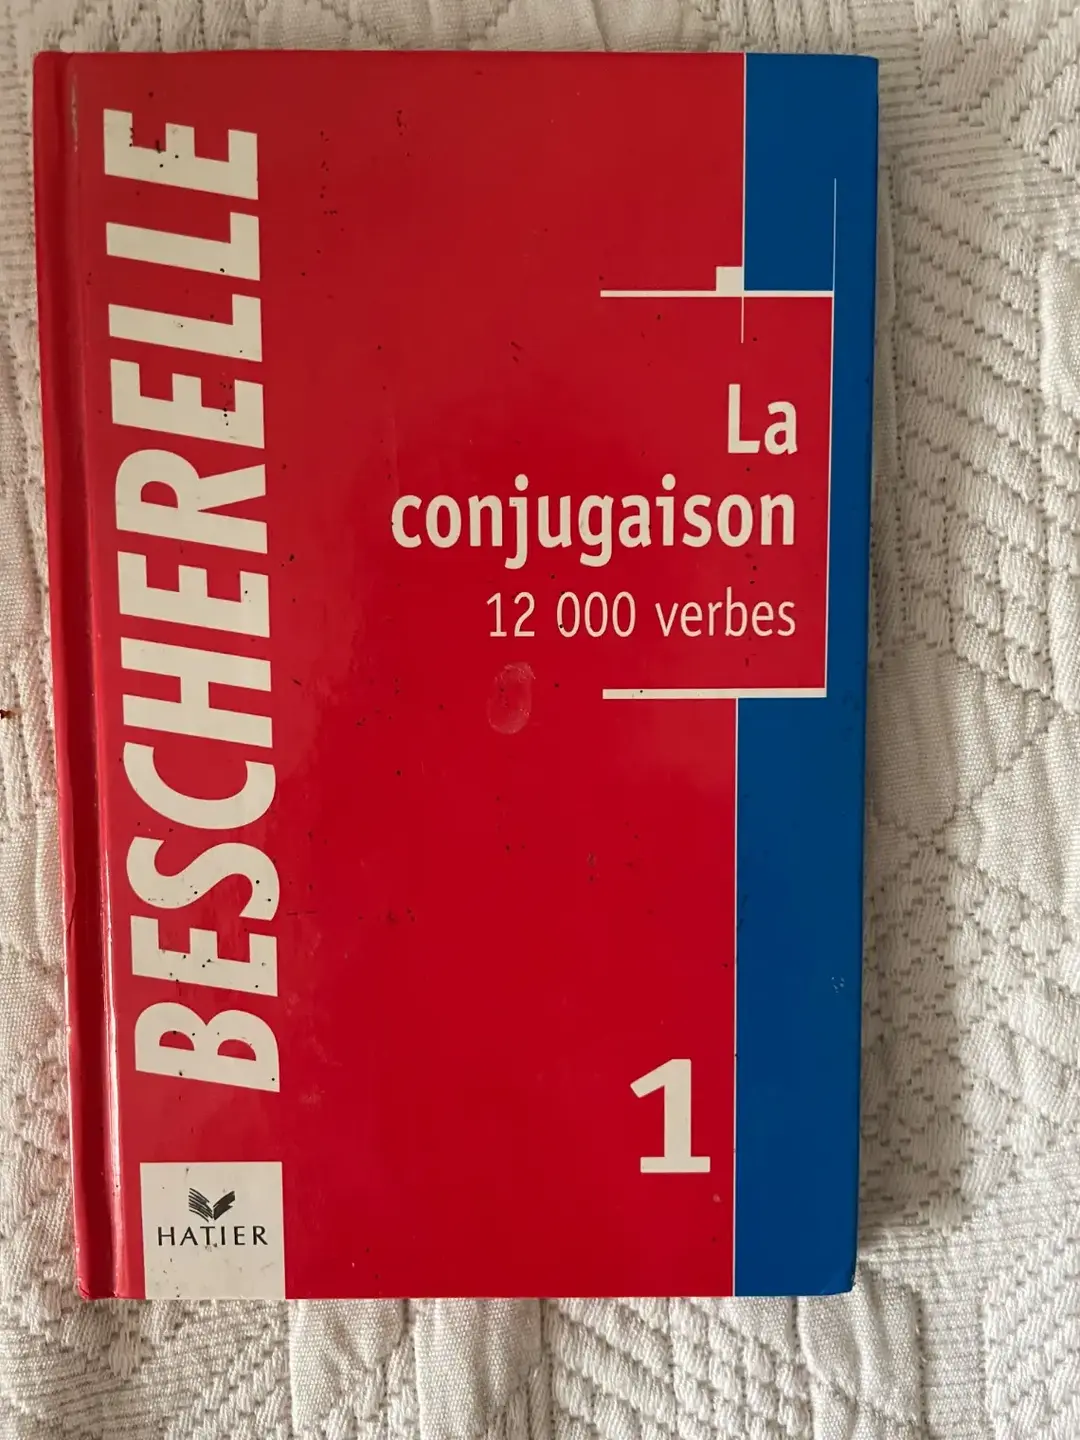 BESCHERELLE
La
conjugaison
12 000 verbes
1
HATIER